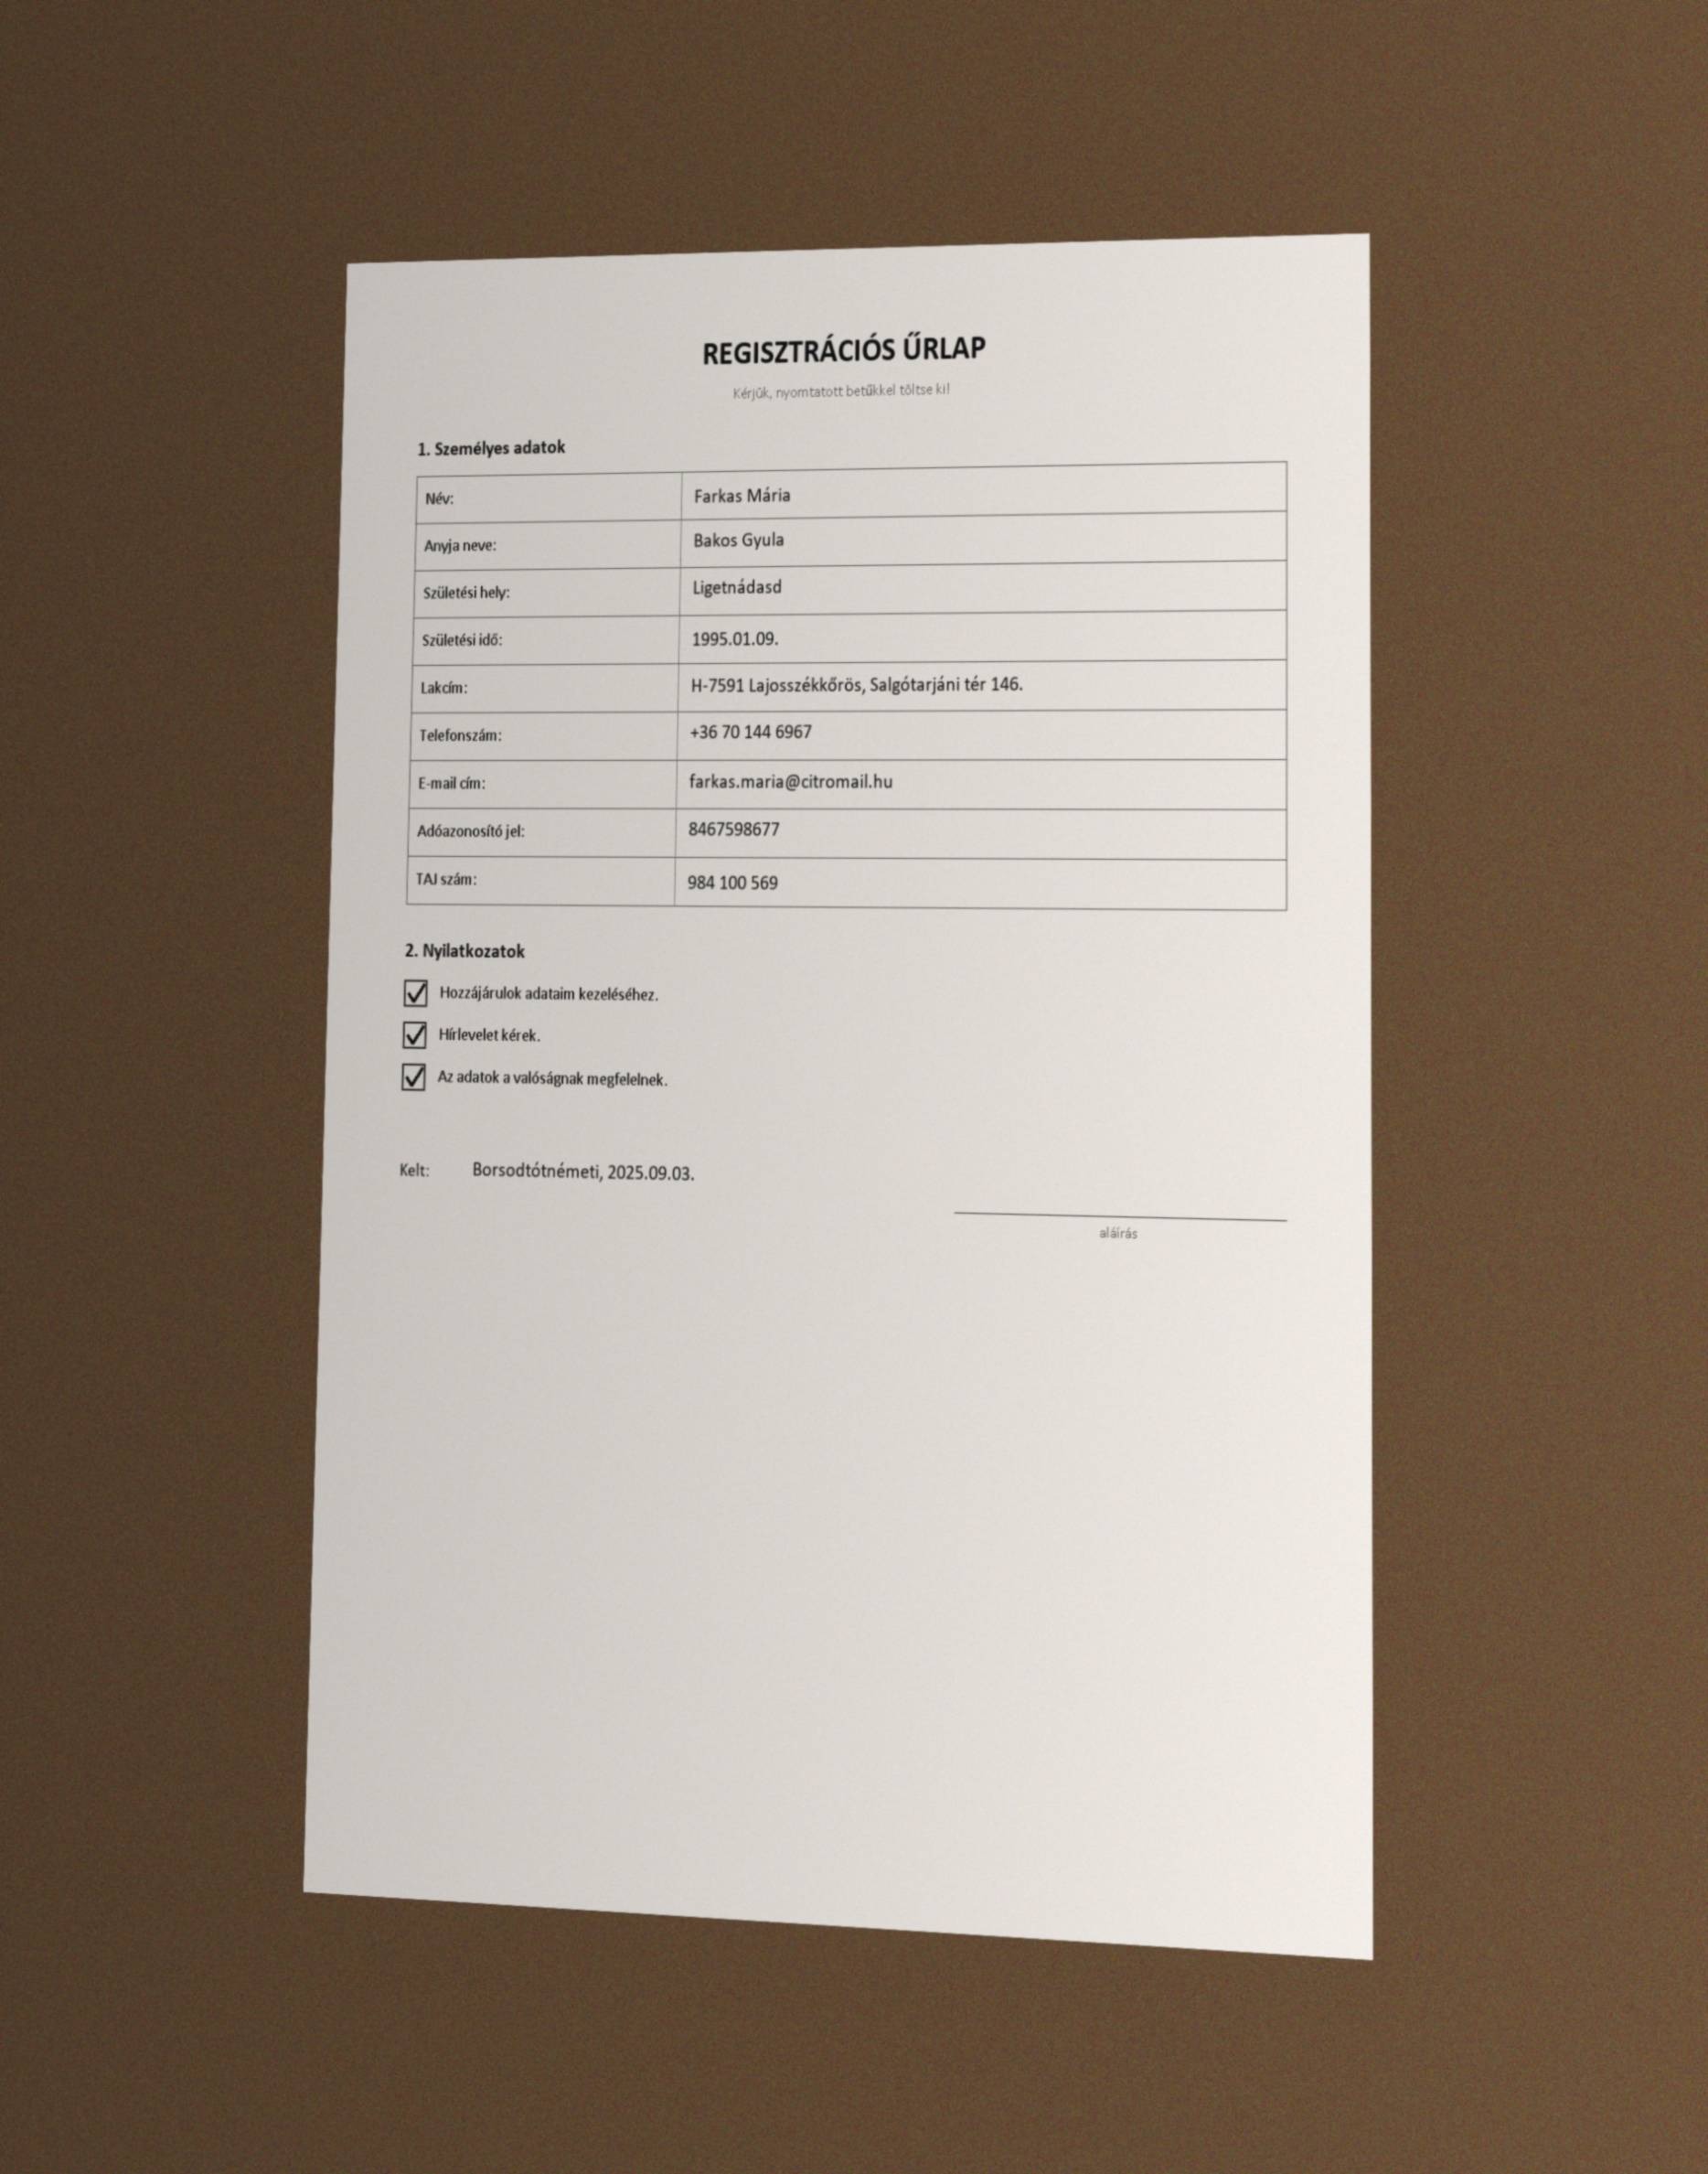 REGISZTRÁCIÓS ŰRLAP
Kérjük, nyomtatott betűkkel töltse ki!
1. Személyes adatok
Név: Farkas Mária
Anyja neve: Bakos Gyula
Születési hely: Ligetnádasd
Születési idő: 1995.01.09.
Lakcím: H-7591 Lajosszékkőrös, Salgótarjáni tér 146.
Telefonszám: +36 70 144 6967
E-mail cím: farkas.maria@citromail.hu
Adóazonosító jel: 8467598677
TAJ szám: 984 100 569
2. Nyilatkozatok
Hozzájárulok adataim kezeléséhez.
Hírlevelet kérek.
Az adatok a valóságnak megfelelnek.
Kelt: Borsodtótnémeti, 2025.09.03.
aláírás